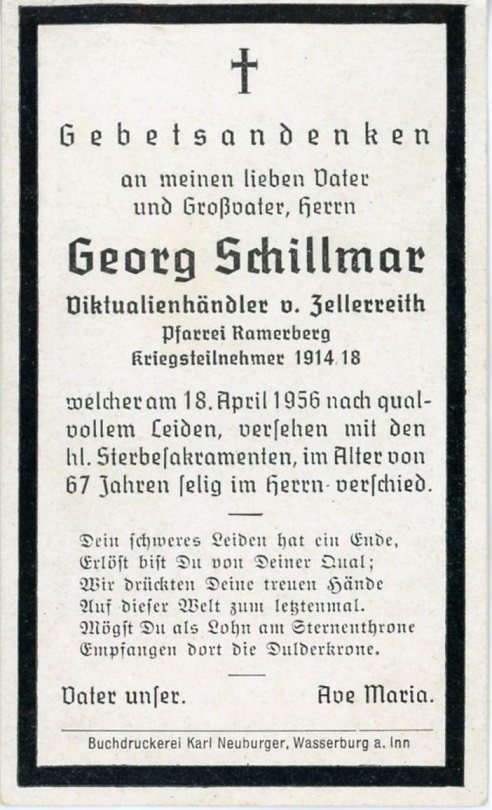 Gebetsandenken
an meinen lieben Vater
und Großvater, Herrn
Georg Schillmar
Viktualienhändler v. Zellerreith
Pfarrei Ramerberg
Kriegsteilnehmer 1914 18
welcher am 18. April 1956 nach qual-
vollem Leiden, versehen mit den
hl. Sterbesakramenten, im Alter von
67 Jahren selig im Herrn verschied.
Dein schweres Leiden hat ein Ende,
Erlöst bist Du von Deiner Qual;
Wir drückten Deine treuen Hände
Auf dieser Welt zum letztenmal.
Mögst Du als Lohn am Sternenthrone
Empfangen dort die Dulderkrone.
Vater unser. Ave Maria.
Buchdruckerei Karl Neuburger, Wasserburg a. Inn